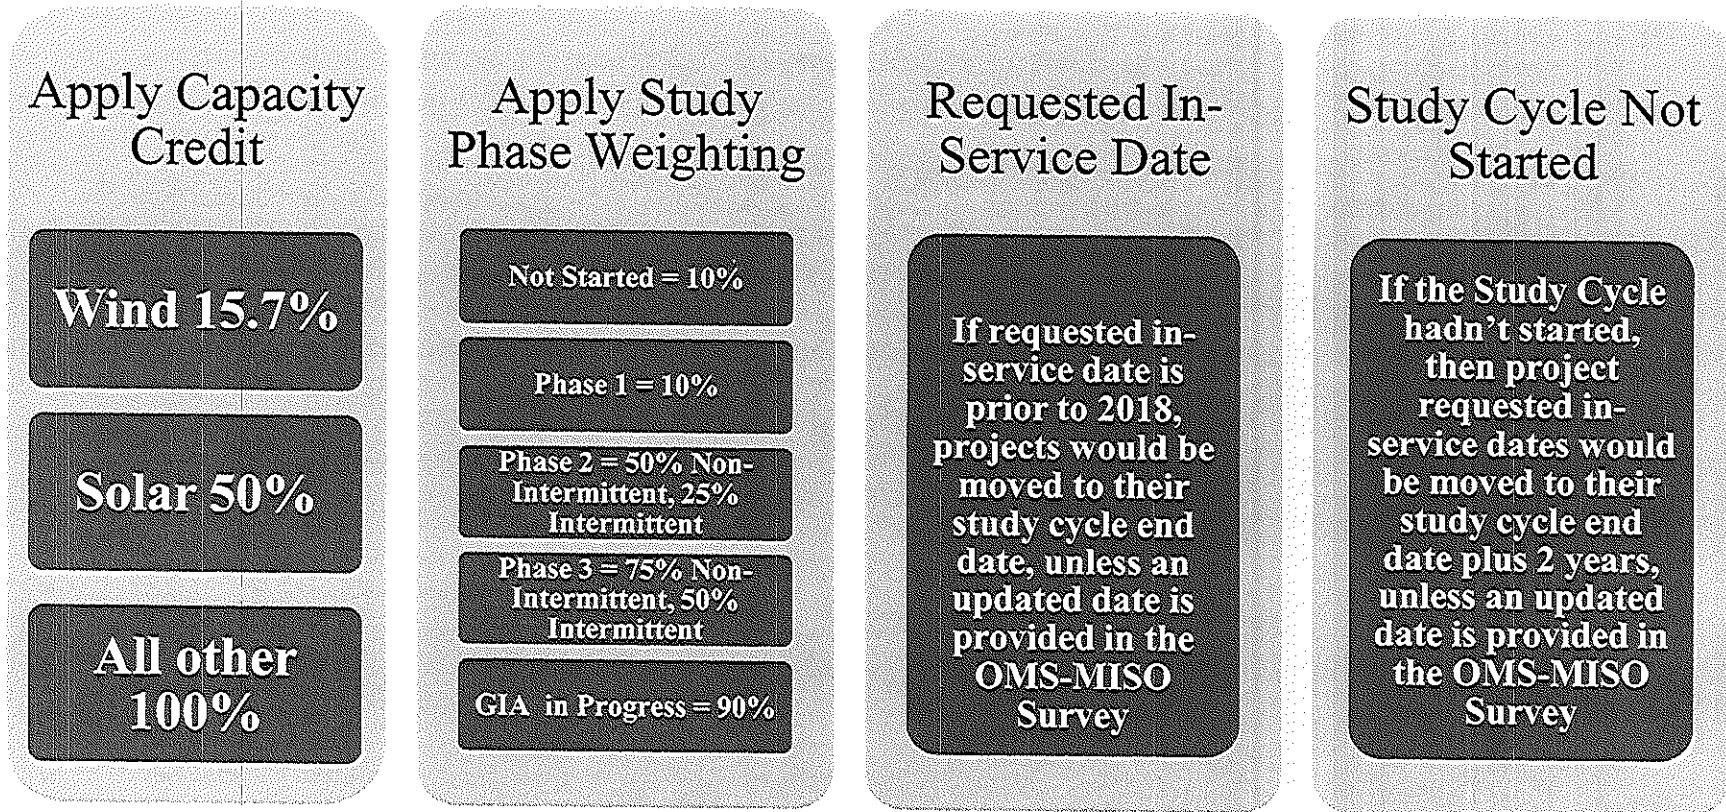 Apply Capacity
Credit
Wind 15.7%
Solar 50%
All other
100%
Apply Study
Phase Weighting
Not Started = 10%
Phase 1 = 10%
Phase 2 = 50% Non-
Intermittent, 25%
Intermittent
Phase 3 = 75% Non-
Intermittent, 50%
Intermittent
GIA in Progress = 90%
Requested In-
Service Date
If requested in-
service date is
prior to 2018,
projects would be
moved to their
study cycle end
date, unless an
updated date is
provided in the
OMS-MISO
Survey
Study Cycle Not
Started
If the Study Cycle
hadn't started,
then project
requested in-
service dates would
be moved to their
study cycle end
date plus 2 years,
unless an updated
date is provided in
the OMS-MISO
Survey